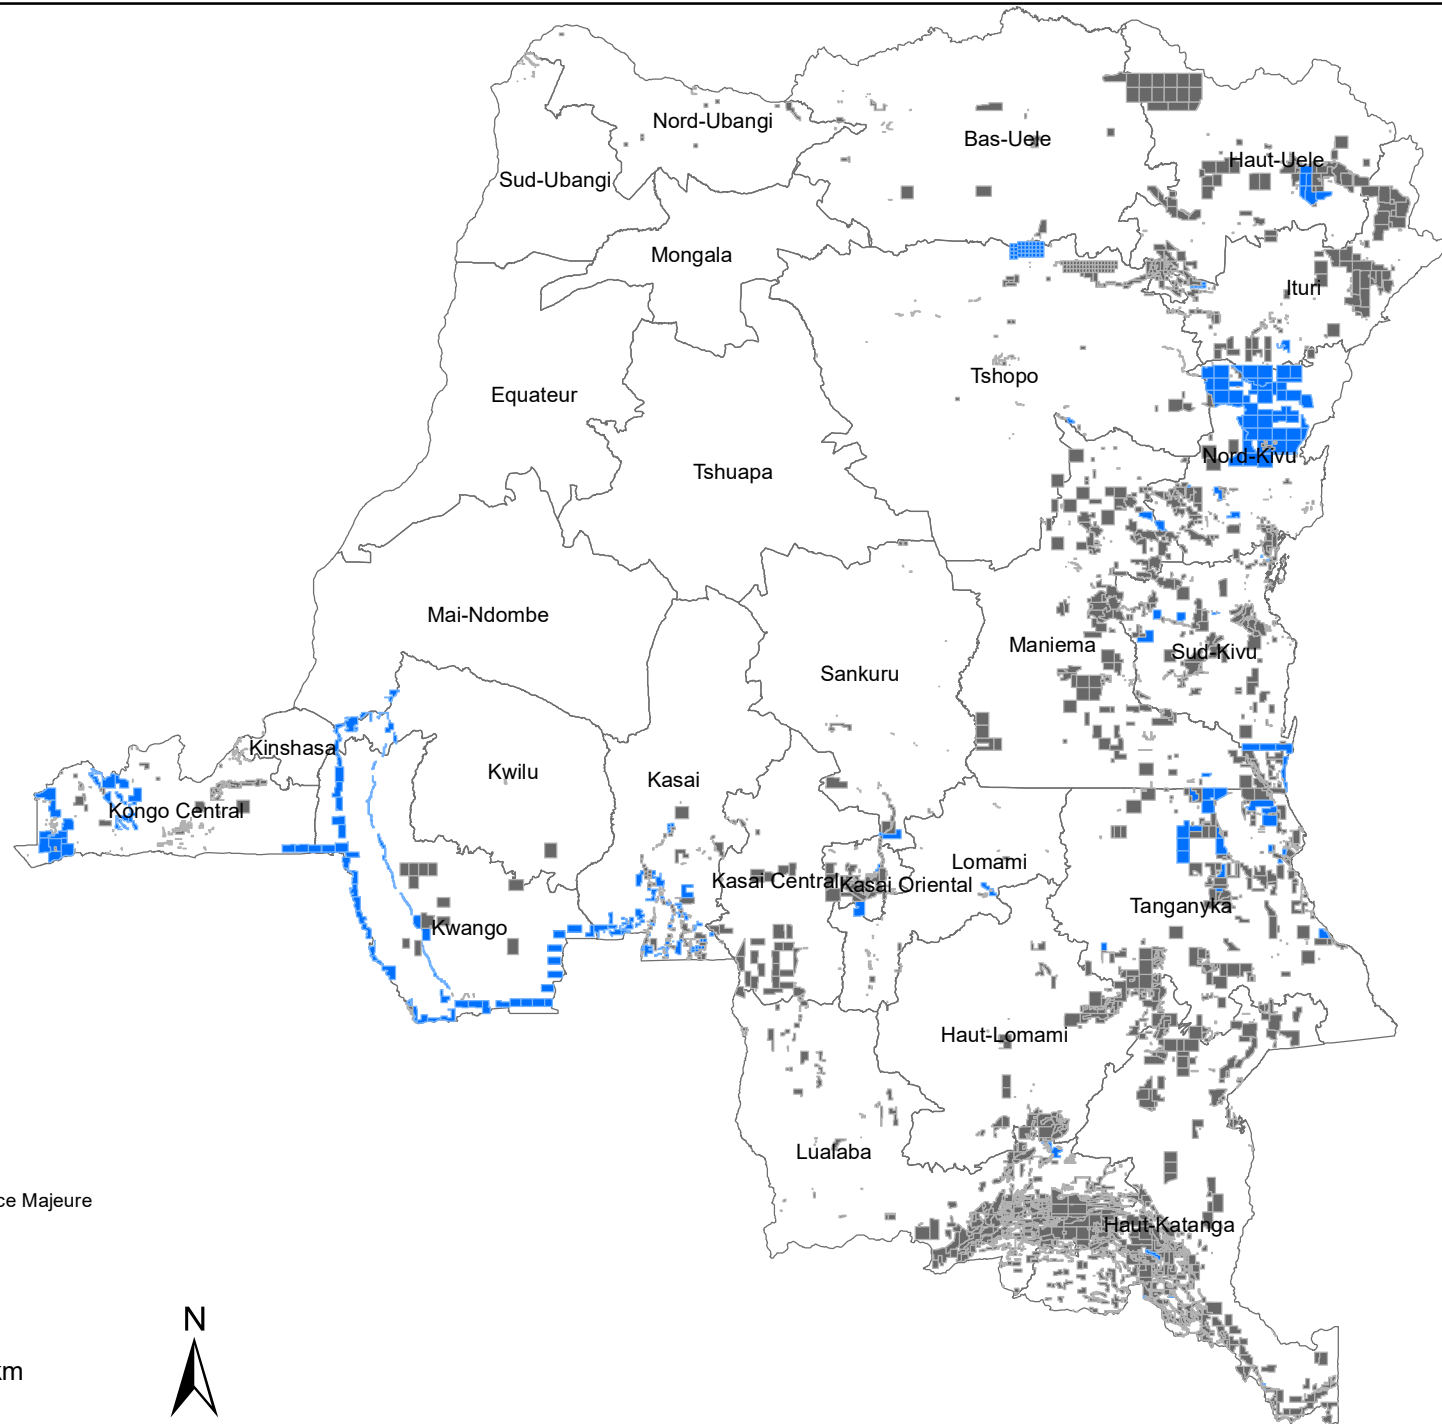 Nord-Ubangi
Bas-Uele
Haut-Uele
Sud-Ubangi
Mongala
Ituri
Tshopo
Equateur
Nord-Kivu
Tshuapa
Mai-Ndombe
Maniema
Sud-Kivu
Sankuru
Kinshasa
Kwilu
Kasai
Kongo Central
Lomami
Kasai Central
Kasai Oriental
Tanganyka
Kwango
Haut-Lomami
Lualaba
ce Majeure
Haut-Katanga
N
km